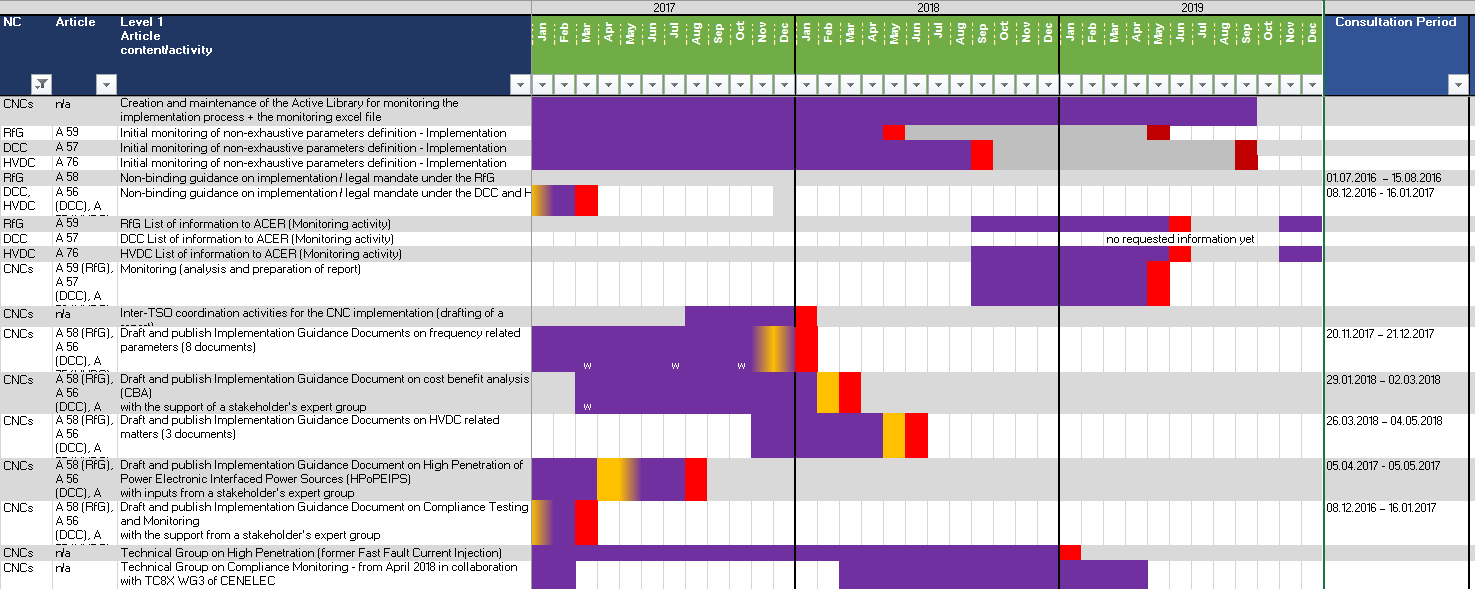 2017 2018 2019
NC Article Level 1 Consultation Period
Article
content/activity
Jan Feb Mar Apr May Jun Jul Aug Sep Oct Nov Dec Jan Feb Mar Apr May Jun Jul Aug Sep Oct Nov Dec Jan Feb Mar Apr May Jun Jul Aug Sep Oct Nov Dec
CNCs n/a Creation and maintenance of the Active Library for monitoring the
implementation process + the monitoring excel file
RfG A 59 Initial monitoring of non-exhaustive parameters definition - Implementation
DCC A 57 Initial monitoring of non-exhaustive parameters definition - Implementation
HVDC A 76 Initial monitoring of non-exhaustive parameters definition - Implementation
RfG A 58 Non-binding guidance on implementation / legal mandate under the RfG 01.07.2016 – 15.08.2016
DCC, A 56 Non-binding guidance on implementation / legal mandate under the DCC and H 08.12.2016 - 16.01.2017
HVDC (DCC), A
RfG A 59 RfG List of information to ACER (Monitoring activity)
DCC A 57 DCC List of information to ACER (Monitoring activity) no requested information yet
HVDC A 76 HVDC List of information to ACER (Monitoring activity)
CNCs A 59 (RfG), Monitoring (analysis and preparation of report)
A 57
(DCC), A
CNCs n/a Inter-TSO coordination activities for the CNC implementation (drafting of a
CNCs A 58 (RfG), Draft and publish Implementation Guidance Documents on frequency related 20.11.2017 – 21.12.2017
A 56 parameters (8 documents)
(DCC), A w w w
CNCs A 58 (RfG), Draft and publish Implementation Guidance Document on cost benefit analysis 29.01.2018 – 02.03.2018
A 56 (CBA)
(DCC), A with the support of a stakeholder's expert group w
CNCs A 58 (RfG), Draft and publish Implementation Guidance Documents on HVDC related 26.03.2018 – 04.05.2018
A 56 matters (3 documents)
(DCC), A
CNCs A 58 (RfG), Draft and publish Implementation Guidance Document on High Penetration of 05.04.2017 - 05.05.2017
A 56 Power Electronic Interfaced Power Sources (HPoPEIPS)
(DCC), A with inputs from a stakeholder's expert group
CNCs A 58 (RfG), Draft and publish Implementation Guidance Document on Compliance Testing 08.12.2016 – 16.01.2017
A 56 and Monitoring
(DCC), A with the support from a stakeholder's expert group
CNCs n/a Technical Group on High Penetration (former Fast Fault Current Injection)
CNCs n/a Technical Group on Compliance Monitoring - from April 2018 in collaboration
with TC8X WG3 of CENELEC